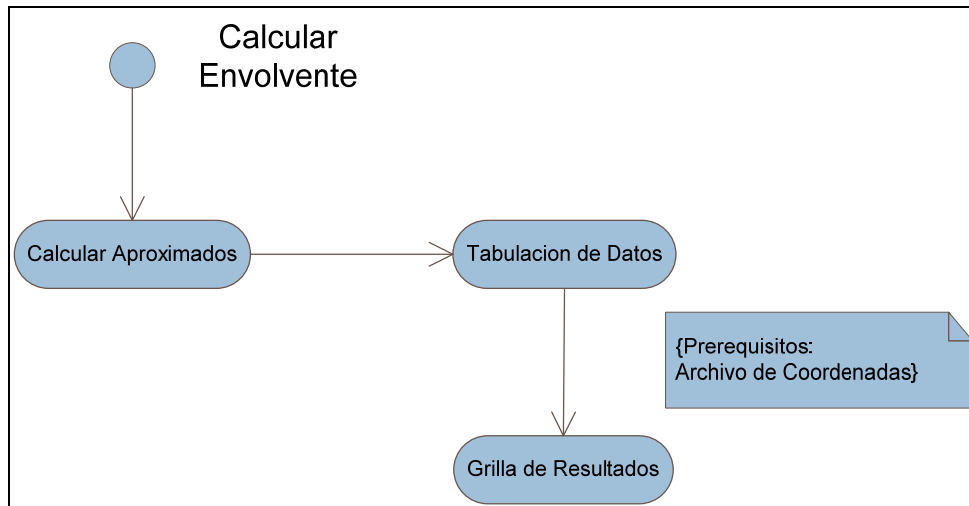 Calcular
Envolvente
Calcular Aproximados
Tabulacion de Datos
{Prerequisitos:
Archivo de Coordenadas}
Grilla de Resultados